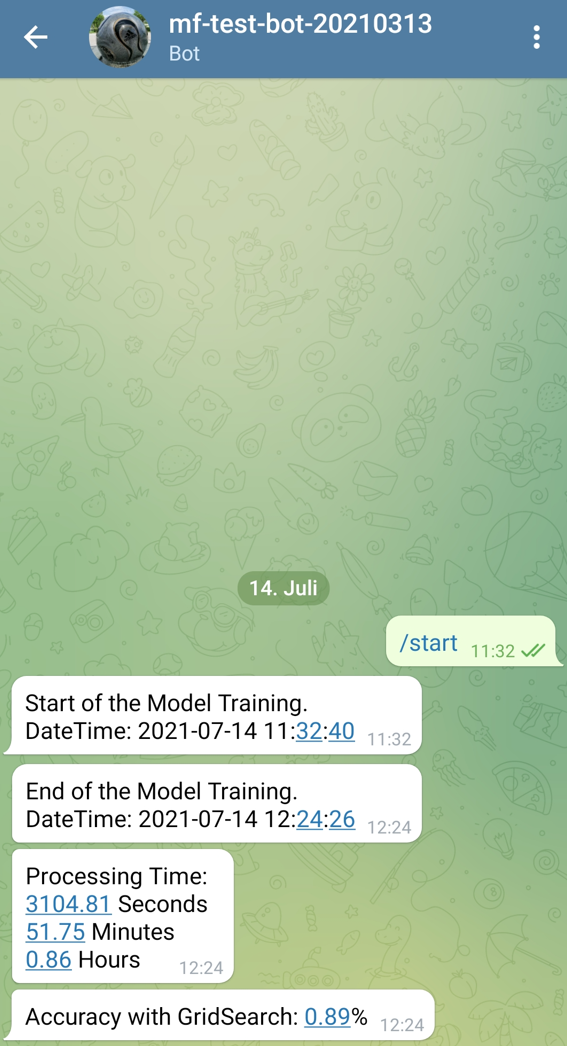 mf-test-bot-20210313
Bot
14. Juli
/start 11:32
Start of the Model Training.
DateTime: 2021-07-14 11:32:40 11:32
End of the Model Training.
DateTime: 2021-07-14 12:24:26 12:24
Processing Time:
3104.81 Seconds
51.75 Minutes
0.86 Hours 12:24
Accuracy with GridSearch: 0.89% 12:24